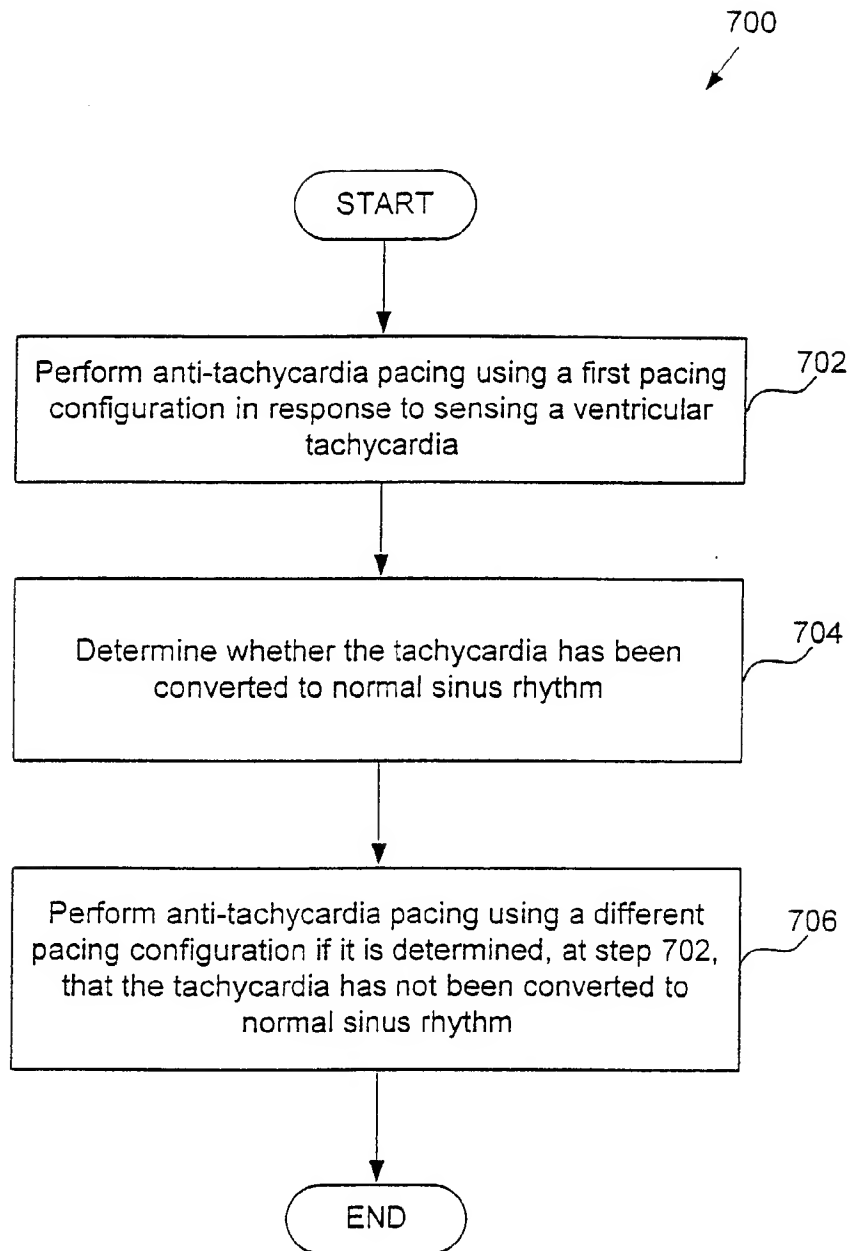 700
START
Perform anti-tachycardia pacing using a first pacing
configuration in response to sensing a ventricular
tachycardia
702
Determine whether the tachycardia has been
converted to normal sinus rhythm
704
Perform anti-tachycardia pacing using a different
pacing configuration if it is determined, at step 702,
that the tachycardia has not been converted to
normal sinus rhythm
706
END